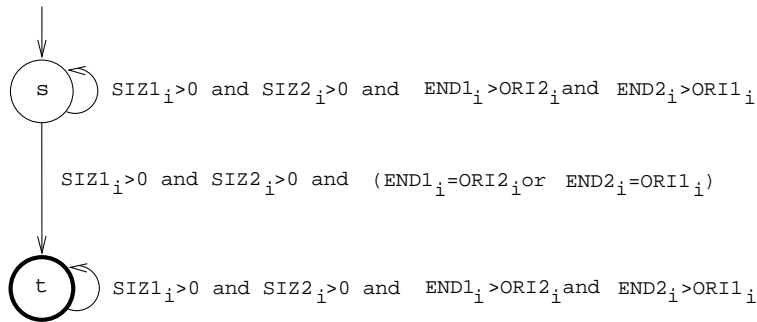 s SIZ1i>0 and SIZ2i>0 and END1i>ORI2i and END2i>ORI1i
SIZ1i>0 and SIZ2i>0 and (END1i=ORI2i or END2i=ORI1i)
t SIZ1i>0 and SIZ2i>0 and END1i>ORI2i and END2i>ORI1i